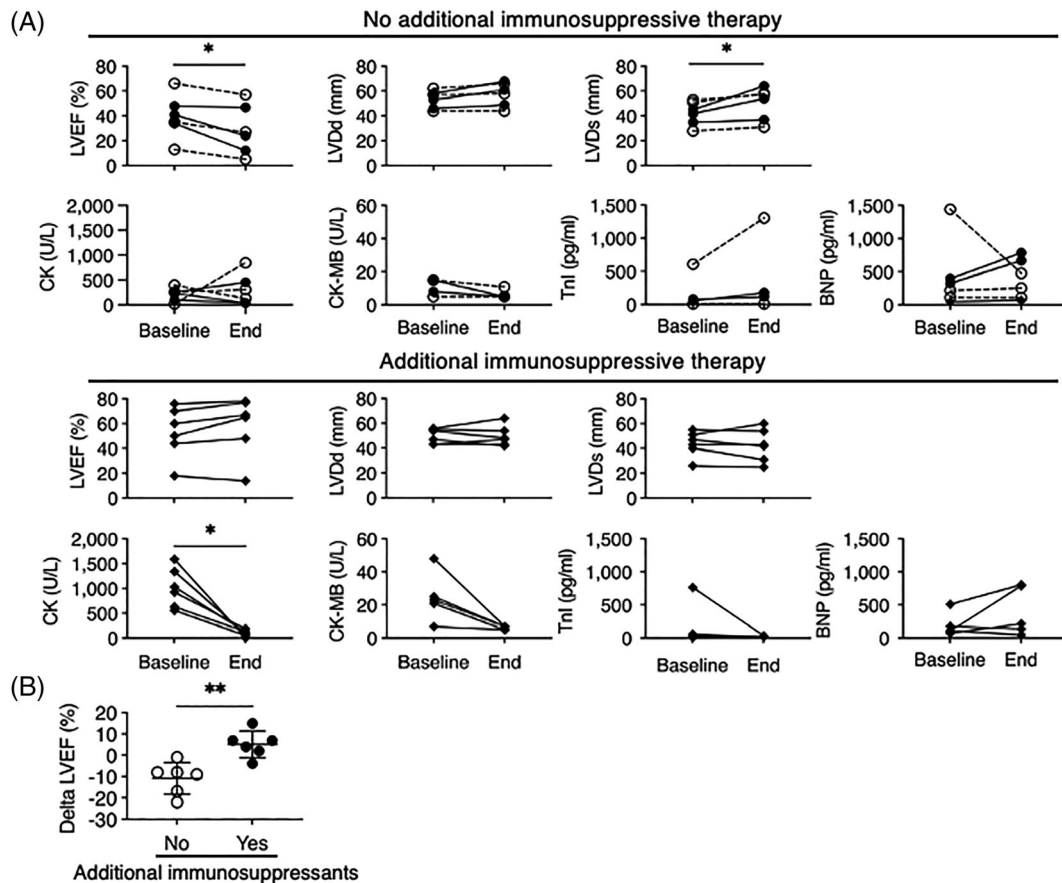 (A)
No additional immunosuppressive therapy
LVEF (%)
80
60
40
20
0
*
LVDd (mm)
80
60
40
20
0
LVDs (mm)
80
60
40
20
0
*
CK (U/L)
2,000
1,500
1,000
500
0
Baseline End
CK-MB (U/L)
60
40
20
0
Baseline End
TnI (pg/ml)
1,500
1,000
500
0
Baseline End
BNP (pg/ml)
1,500
1,000
500
0
Baseline End
Additional immunosuppressive therapy
LVEF (%)
80
60
40
20
0
LVDd (mm)
80
60
40
20
0
LVDs (mm)
80
60
40
20
0
CK (U/L)
2,000
1,500
1,000
500
0
*
Baseline End
CK-MB (U/L)
60
40
20
0
Baseline End
TnI (pg/ml)
1,500
1,000
500
0
Baseline End
BNP (pg/ml)
1,500
1,000
500
0
Baseline End
(B)
Delta LVEF (%)
20
10
0
-10
-20
-30
**
No Yes
Additional immunosuppressants